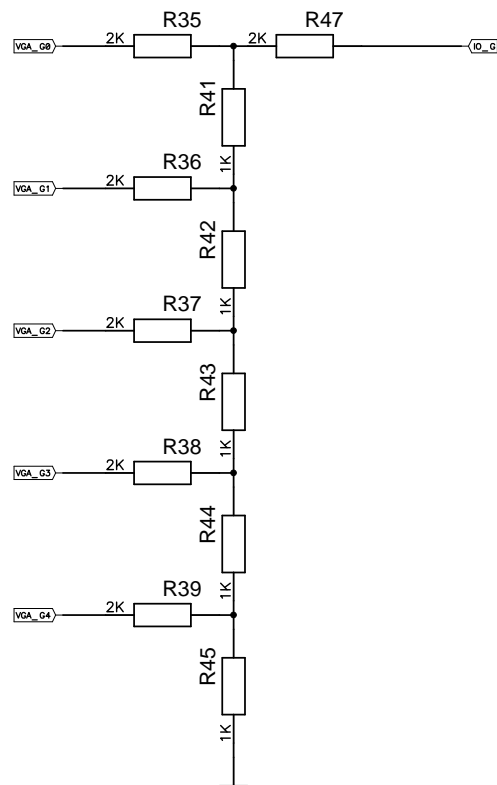 R35 R47
VGA_G0 2K 2K IO_G
R41
1K
R36
VGA_G1 2K
R42
1K
R37
VGA_G2 2K
R43
1K
R38
VGA_G3 2K
R44
1K
R39
VGA_G4 2K
R45
1K